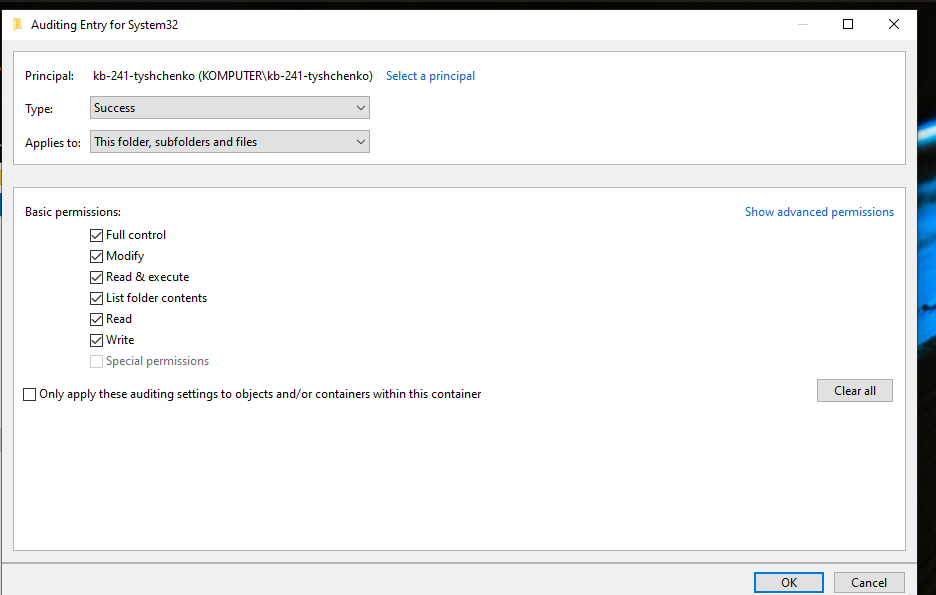 Auditing Entry for System32
Principal: kb-241-tyshchenko (KOMPUTER\kb-241-tyshchenko) Select a principal
Type: Success
Applies to: This folder, subfolders and files
Basic permissions: Show advanced permissions
Full control
Modify
Read & execute
List folder contents
Read
Write
Special permissions
Only apply these auditing settings to objects and/or containers within this container
Clear all
OK Cancel